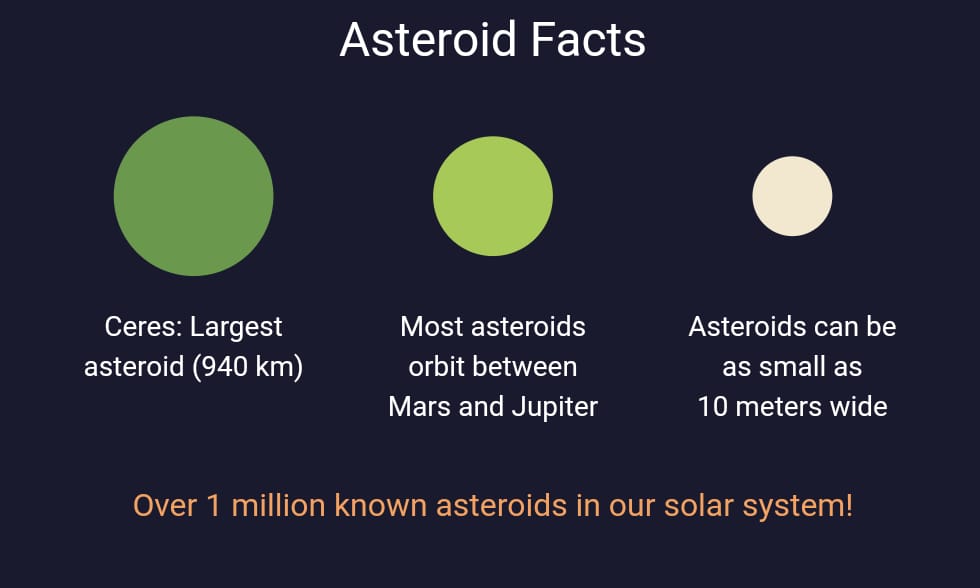 Asteroid Facts
Ceres: Largest
asteroid (940 km)
Most asteroids
orbit between
Mars and Jupiter
Asteroids can be
as small as
10 meters wide
Over 1 million known asteroids in our solar system!